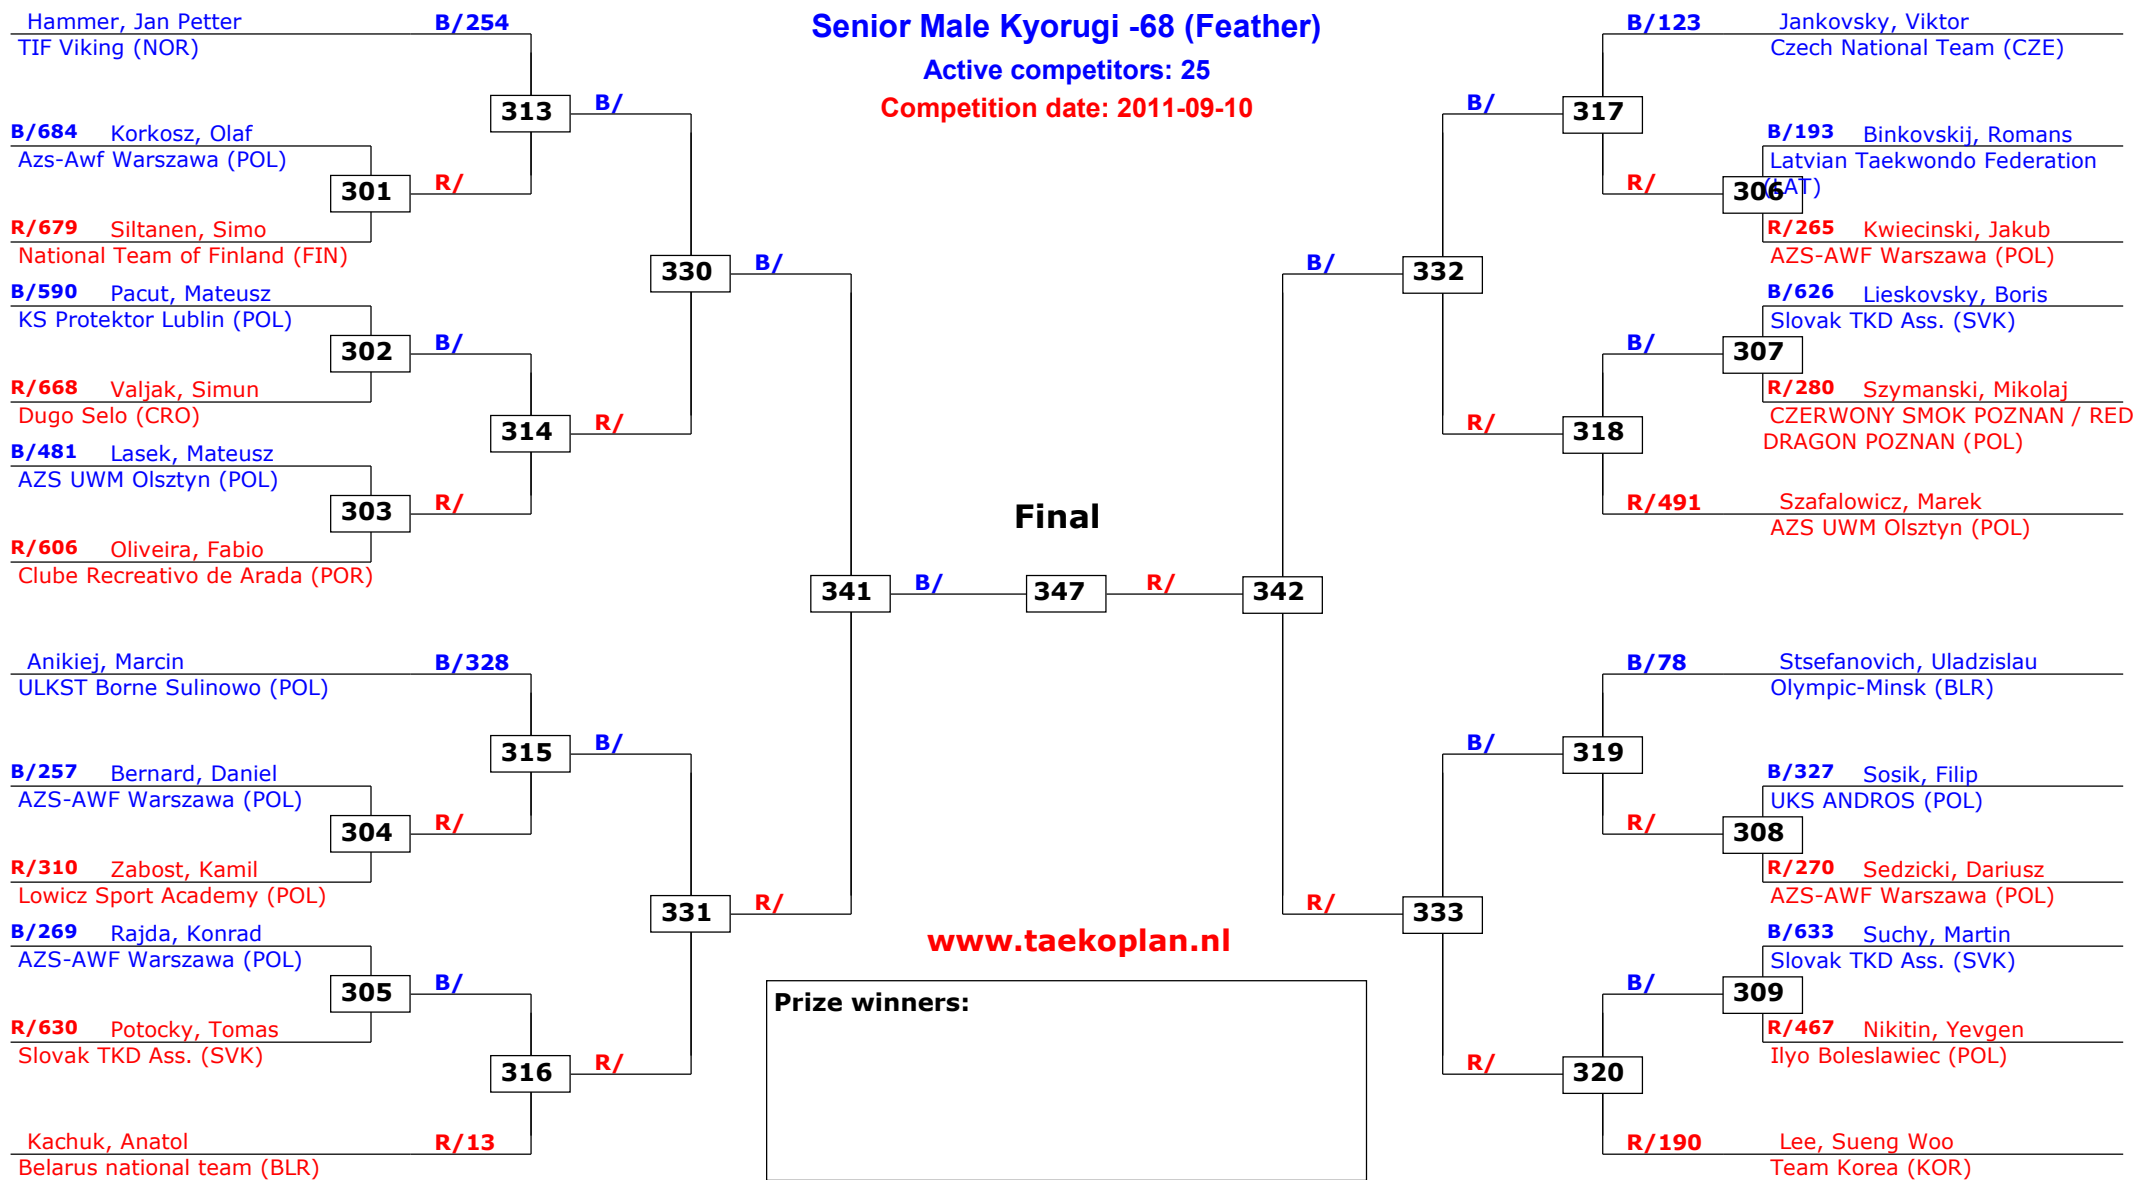 Senior Male Kyorugi -68 (Feather)
Active competitors: 25
Competition date: 2011-09-10
Hammer, Jan Petter
B/254
TIF Viking (NOR)
313
B/
B/684 Korkosz, Olaf
Azs-Awf Warszawa (POL)
301
R/
R/679 Siltanen, Simo
National Team of Finland (FIN)
330
B/
B/590 Pacut, Mateusz
KS Protektor Lublin (POL)
302
B/
R/668 Valjak, Simun
Dugo Selo (CRO)
314
R/
B/481 Lasek, Mateusz
AZS UWM Olsztyn (POL)
303
R/
R/606 Oliveira, Fabio
Clube Recreativo de Arada (POR)
341
B/
Anikiej, Marcin
B/328
ULKST Borne Sulinowo (POL)
315
B/
B/257 Bernard, Daniel
AZS-AWF Warszawa (POL)
304
R/
R/310 Zabost, Kamil
Lowicz Sport Academy (POL)
331
R/
B/269 Rajda, Konrad
AZS-AWF Warszawa (POL)
305
B/
R/630 Potocky, Tomas
Slovak TKD Ass. (SVK)
316
R/
Kachuk, Anatol
R/13
Belarus national team (BLR)
Final
347
R/
342
B/123
Jankovsky, Viktor
Czech National Team (CZE)
B/
317
B/193 Binkovskij, Romans
Latvian Taekwondo Federation
(LAT)
R/
306
R/265 Kwiecinski, Jakub
AZS-AWF Warszawa (POL)
B/
332
B/626 Lieskovsky, Boris
Slovak TKD Ass. (SVK)
B/
307
R/280 Szymanski, Mikolaj
CZERWONY SMOK POZNAN / RED
DRAGON POZNAN (POL)
R/
318
R/491
Szafalowicz, Marek
AZS UWM Olsztyn (POL)
B/78
Stsefanovich, Uladzislau
Olympic-Minsk (BLR)
B/
319
B/327 Sosik, Filip
UKS ANDROS (POL)
R/
308
R/270 Sedzicki, Dariusz
AZS-AWF Warszawa (POL)
R/
333
B/633 Suchy, Martin
Slovak TKD Ass. (SVK)
B/
309
R/467 Nikitin, Yevgen
Ilyo Boleslawiec (POL)
R/
320
R/190
Lee, Sueng Woo
Team Korea (KOR)
www.taekoplan.nl
Prize winners: